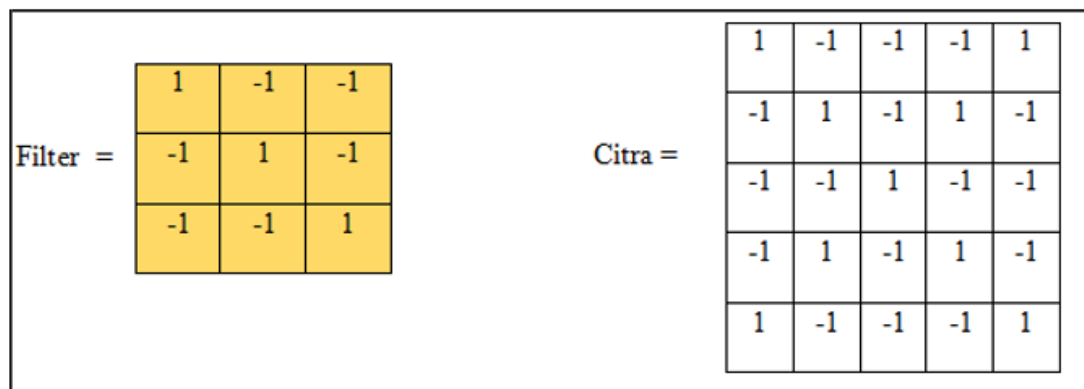 Filter =
1 -1 -1
-1 1 -1
-1 -1 1
Citra =
1 -1 -1 -1 1
-1 1 -1 1 -1
-1 -1 1 -1 -1
-1 1 -1 1 -1
1 -1 -1 -1 1